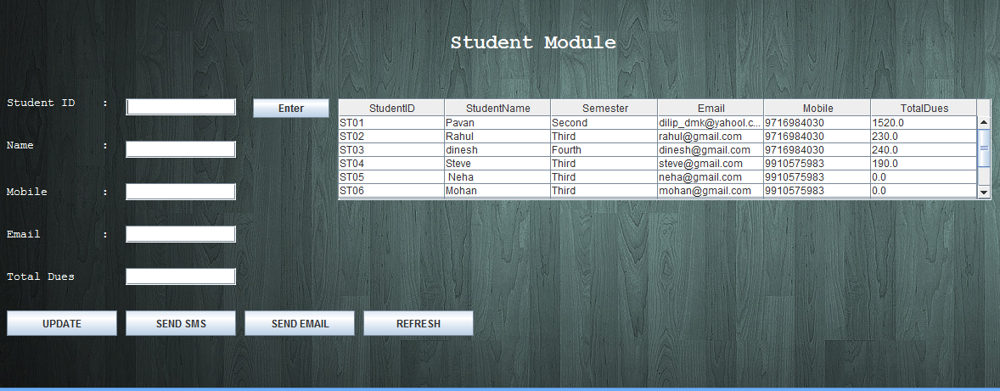 Student Module
Student ID :
Enter
Name :
Mobile :
Email :
Total Dues
StudentID StudentName Semester Email Mobile TotalDues
ST01 Pavan Second dilip_dmk@yahool.c... 9716984030 1520.0
ST02 Rahul Third rahul@gmail.com 9716984030 230.0
ST03 dinesh Fourth dinesh@gmail.com 9716984030 240.0
ST04 Steve Third steve@gmail.com 9910575983 190.0
ST05 Neha Third neha@gmail.com 9910575983 0.0
ST06 Mohan Third mohan@gmail.com 9910575983 0.0
UPDATE SEND SMS SEND EMAIL REFRESH